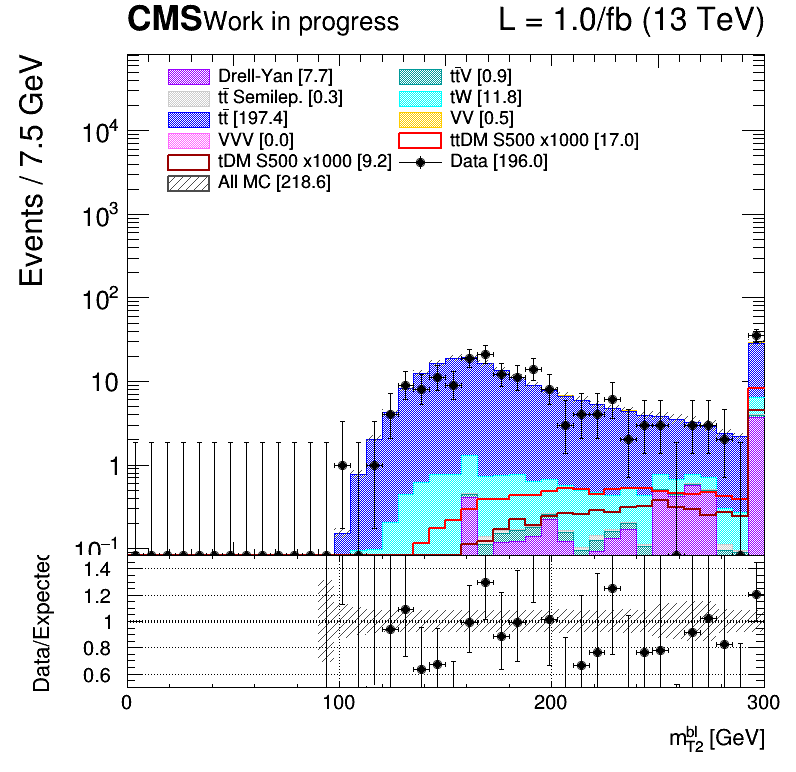 CMS Work in progress L = 1.0/fb (13 TeV)
Events / 7.5 GeV
Drell-Yan [7.7] tt̄V [0.9]
tt̄ Semilep. [0.3] tW [11.8]
tt̄ [197.4] VV [0.5]
VVV [0.0] ttDM S500 x1000 [17.0]
tDM S500 x1000 [9.2] Data [196.0]
All MC [218.6]
10⁴
10³
10²
10
1
10⁻¹
Data/Expected
1.4
1.2
1
0.8
0.6
0 100 200 300
m_{T2}^{bl} [GeV]